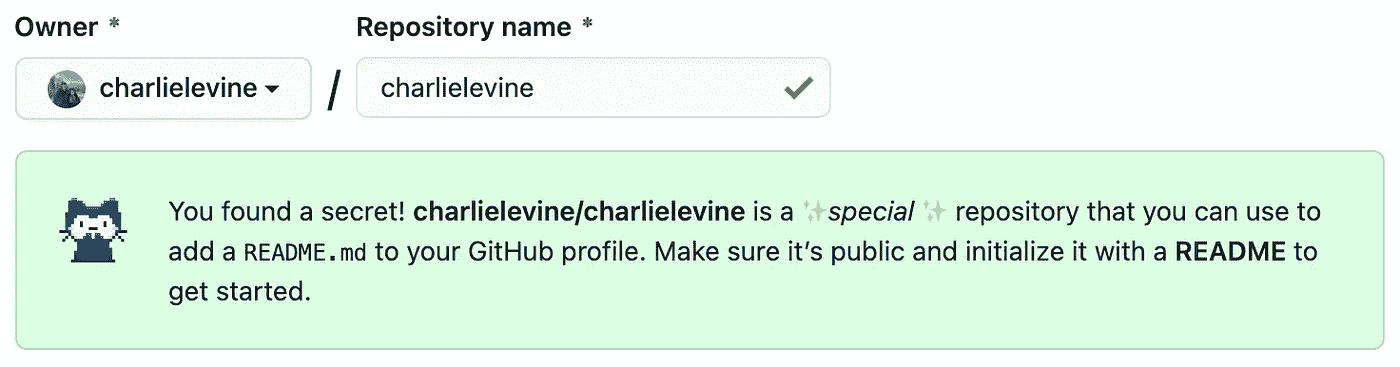 Owner *
Repository name *
charlielevine
/
charlielevine
You found a secret! charlielevine/charlielevine is a ✨special ✨ repository that you can use to
add a README.md to your GitHub profile. Make sure it’s public and initialize it with a README to
get started.